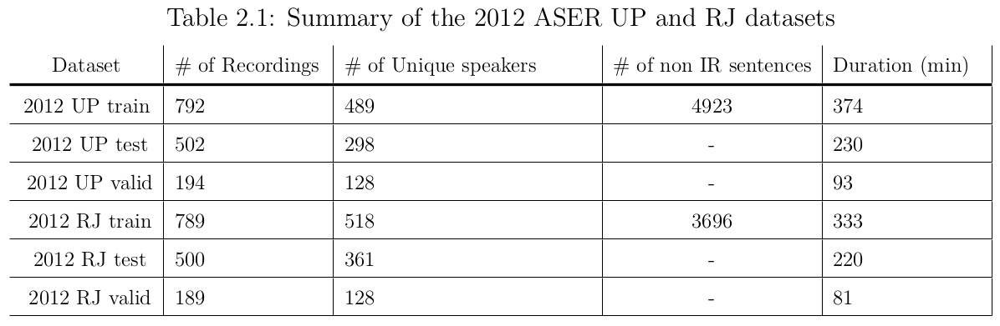 Table 2.1: Summary of the 2012 ASER UP and RJ datasets
Dataset # of Recordings # of Unique speakers # of non IR sentences Duration (min)
2012 UP train 792 489 4923 374
2012 UP test 502 298 - 230
2012 UP valid 194 128 - 93
2012 RJ train 789 518 3696 333
2012 RJ test 500 361 - 220
2012 RJ valid 189 128 - 81